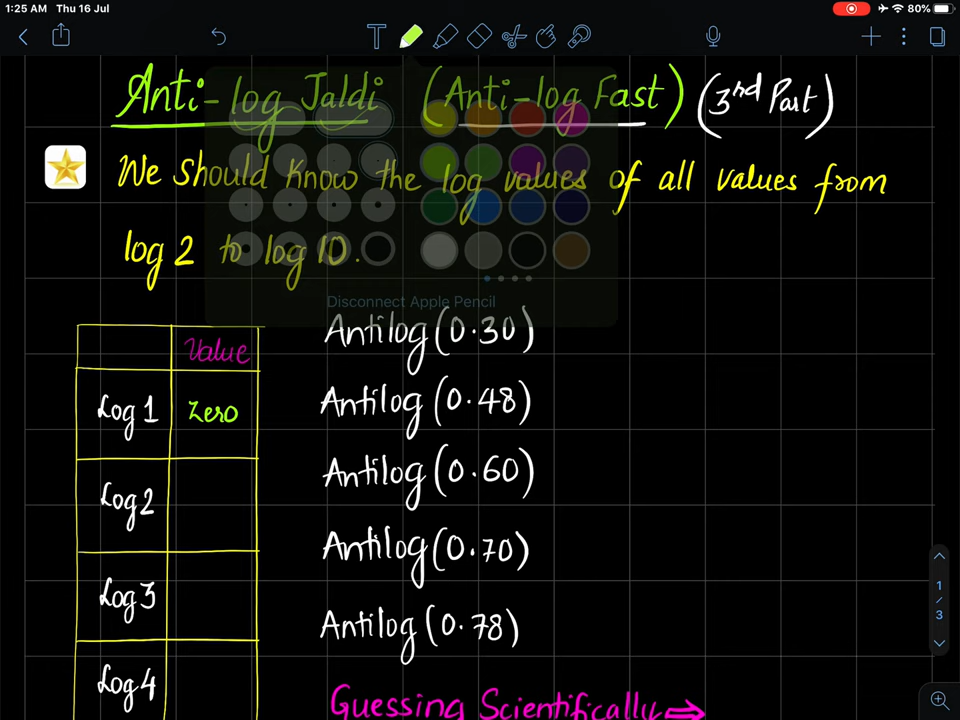 1:25 AM Thu 16 Jul
80%
Anti-log Jaldi (Anti-log Fast) (3rd Part)
We should know the log values of all values from
log 2 to log 10.
Disconnect Apple Pencil
Value
Log 1 Zero
Log 2
Log 3
Log 4
Antilog (0.30)
Antilog (0.48)
Antilog (0.60)
Antilog (0.70)
Antilog (0.78)
Guessing Scientifically ⇒
1
/
3